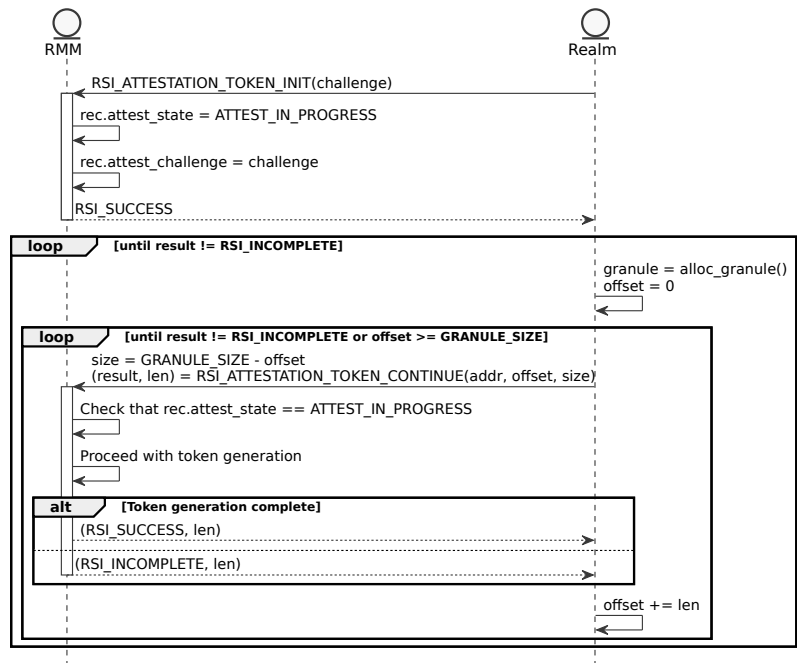 RMM
Realm
RSI_ATTESTATION_TOKEN_INIT(challenge)
rec.attest_state = ATTEST_IN_PROGRESS
rec.attest_challenge = challenge
RSI_SUCCESS
loop
[until result != RSI_INCOMPLETE]
granule = alloc_granule()
offset = 0
loop
[until result != RSI_INCOMPLETE or offset >= GRANULE_SIZE]
size = GRANULE_SIZE - offset
(result, len) = RSI_ATTESTATION_TOKEN_CONTINUE(addr, offset, size)
Check that rec.attest_state == ATTEST_IN_PROGRESS
Proceed with token generation
alt
[Token generation complete]
(RSI_SUCCESS, len)
(RSI_INCOMPLETE, len)
offset += len